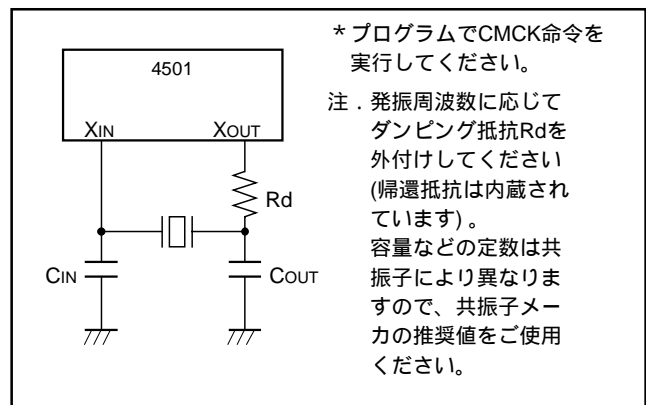 4501
XIN
XOUT
Rd
CIN
COUT
*プログラムでCMCK命令を
実行してください。
注.発振周波数に応じて
ダンピング抵抗Rdを
外付けしてください
(帰還抵抗は内蔵され
ています)。
容量などの定数は共
振子により異なりま
すので、共振子メー
カの推奨値をご使用
ください。